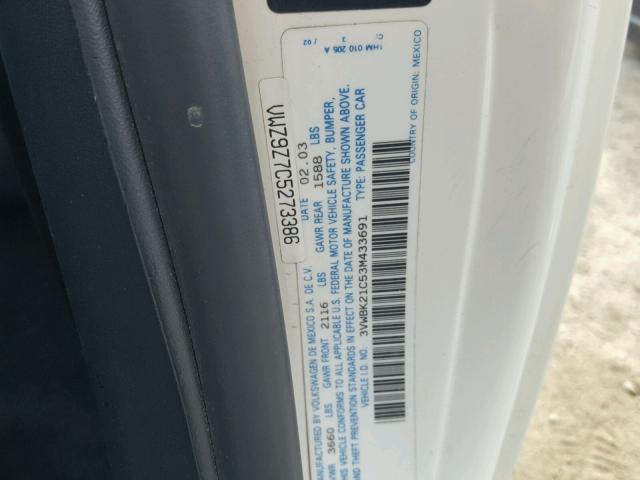 VWZ9Z7C5273386
MANUFACTURED BY VOLKSWAGEN DE MEXICO S.A. DE C.V. DATE 02.03
GVWR 3660 LBS GAWR FRONT 2116 LBS GAWR REAR 1588 LBS
THIS VEHICLE CONFORMS TO ALL APPLICABLE U.S. FEDERAL MOTOR VEHICLE SAFETY, BUMPER,
AND THEFT PREVENTION STANDARDS IN EFFECT ON THE DATE OF MANUFACTURE SHOWN ABOVE.
VEHICLE I.D. NO. 3VWBK21C53M433691 TYPE: PASSENGER CAR
COUNTRY OF ORIGIN: MEXICO
/ 02 3
1HM 010 205 A